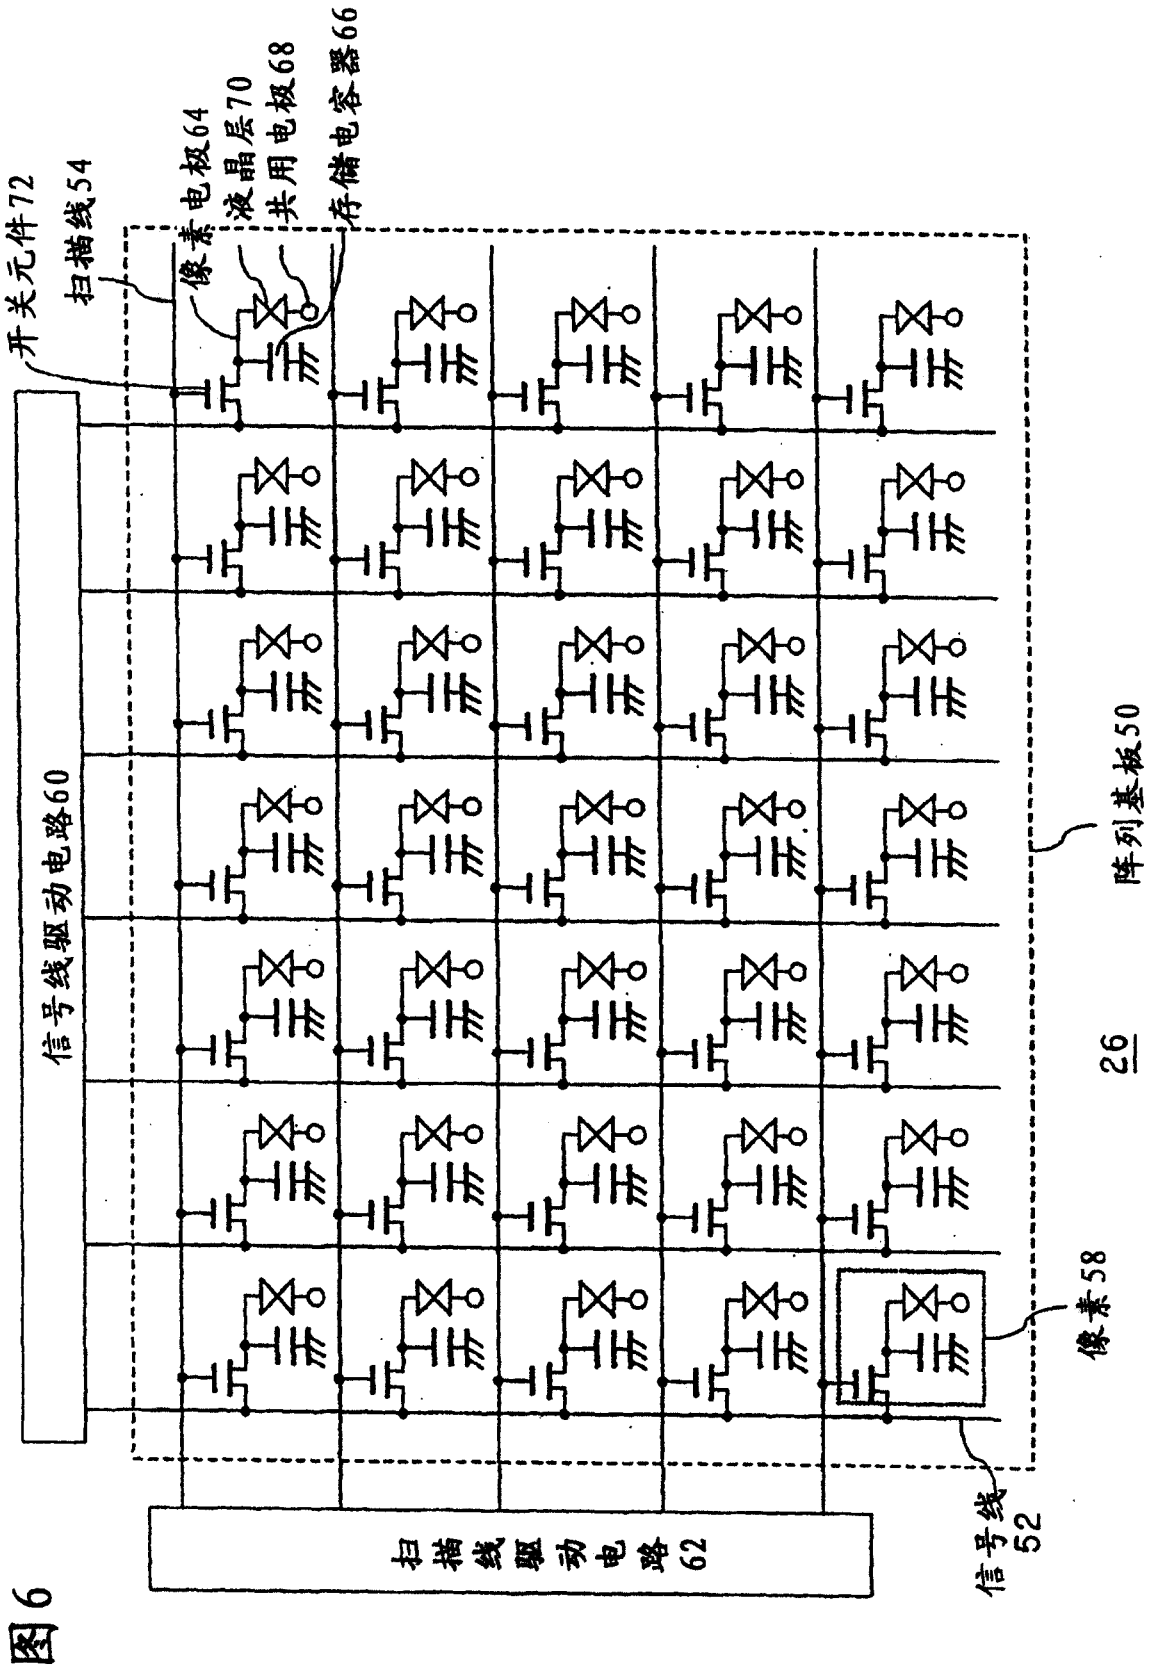 图6
信号线驱动电路60
开关元件72
扫描线54
像素电极64
液晶层70
共用电极68
存储电容器66
扫描线驱动电路62
信号线
52
像素58
26
阵列基板50